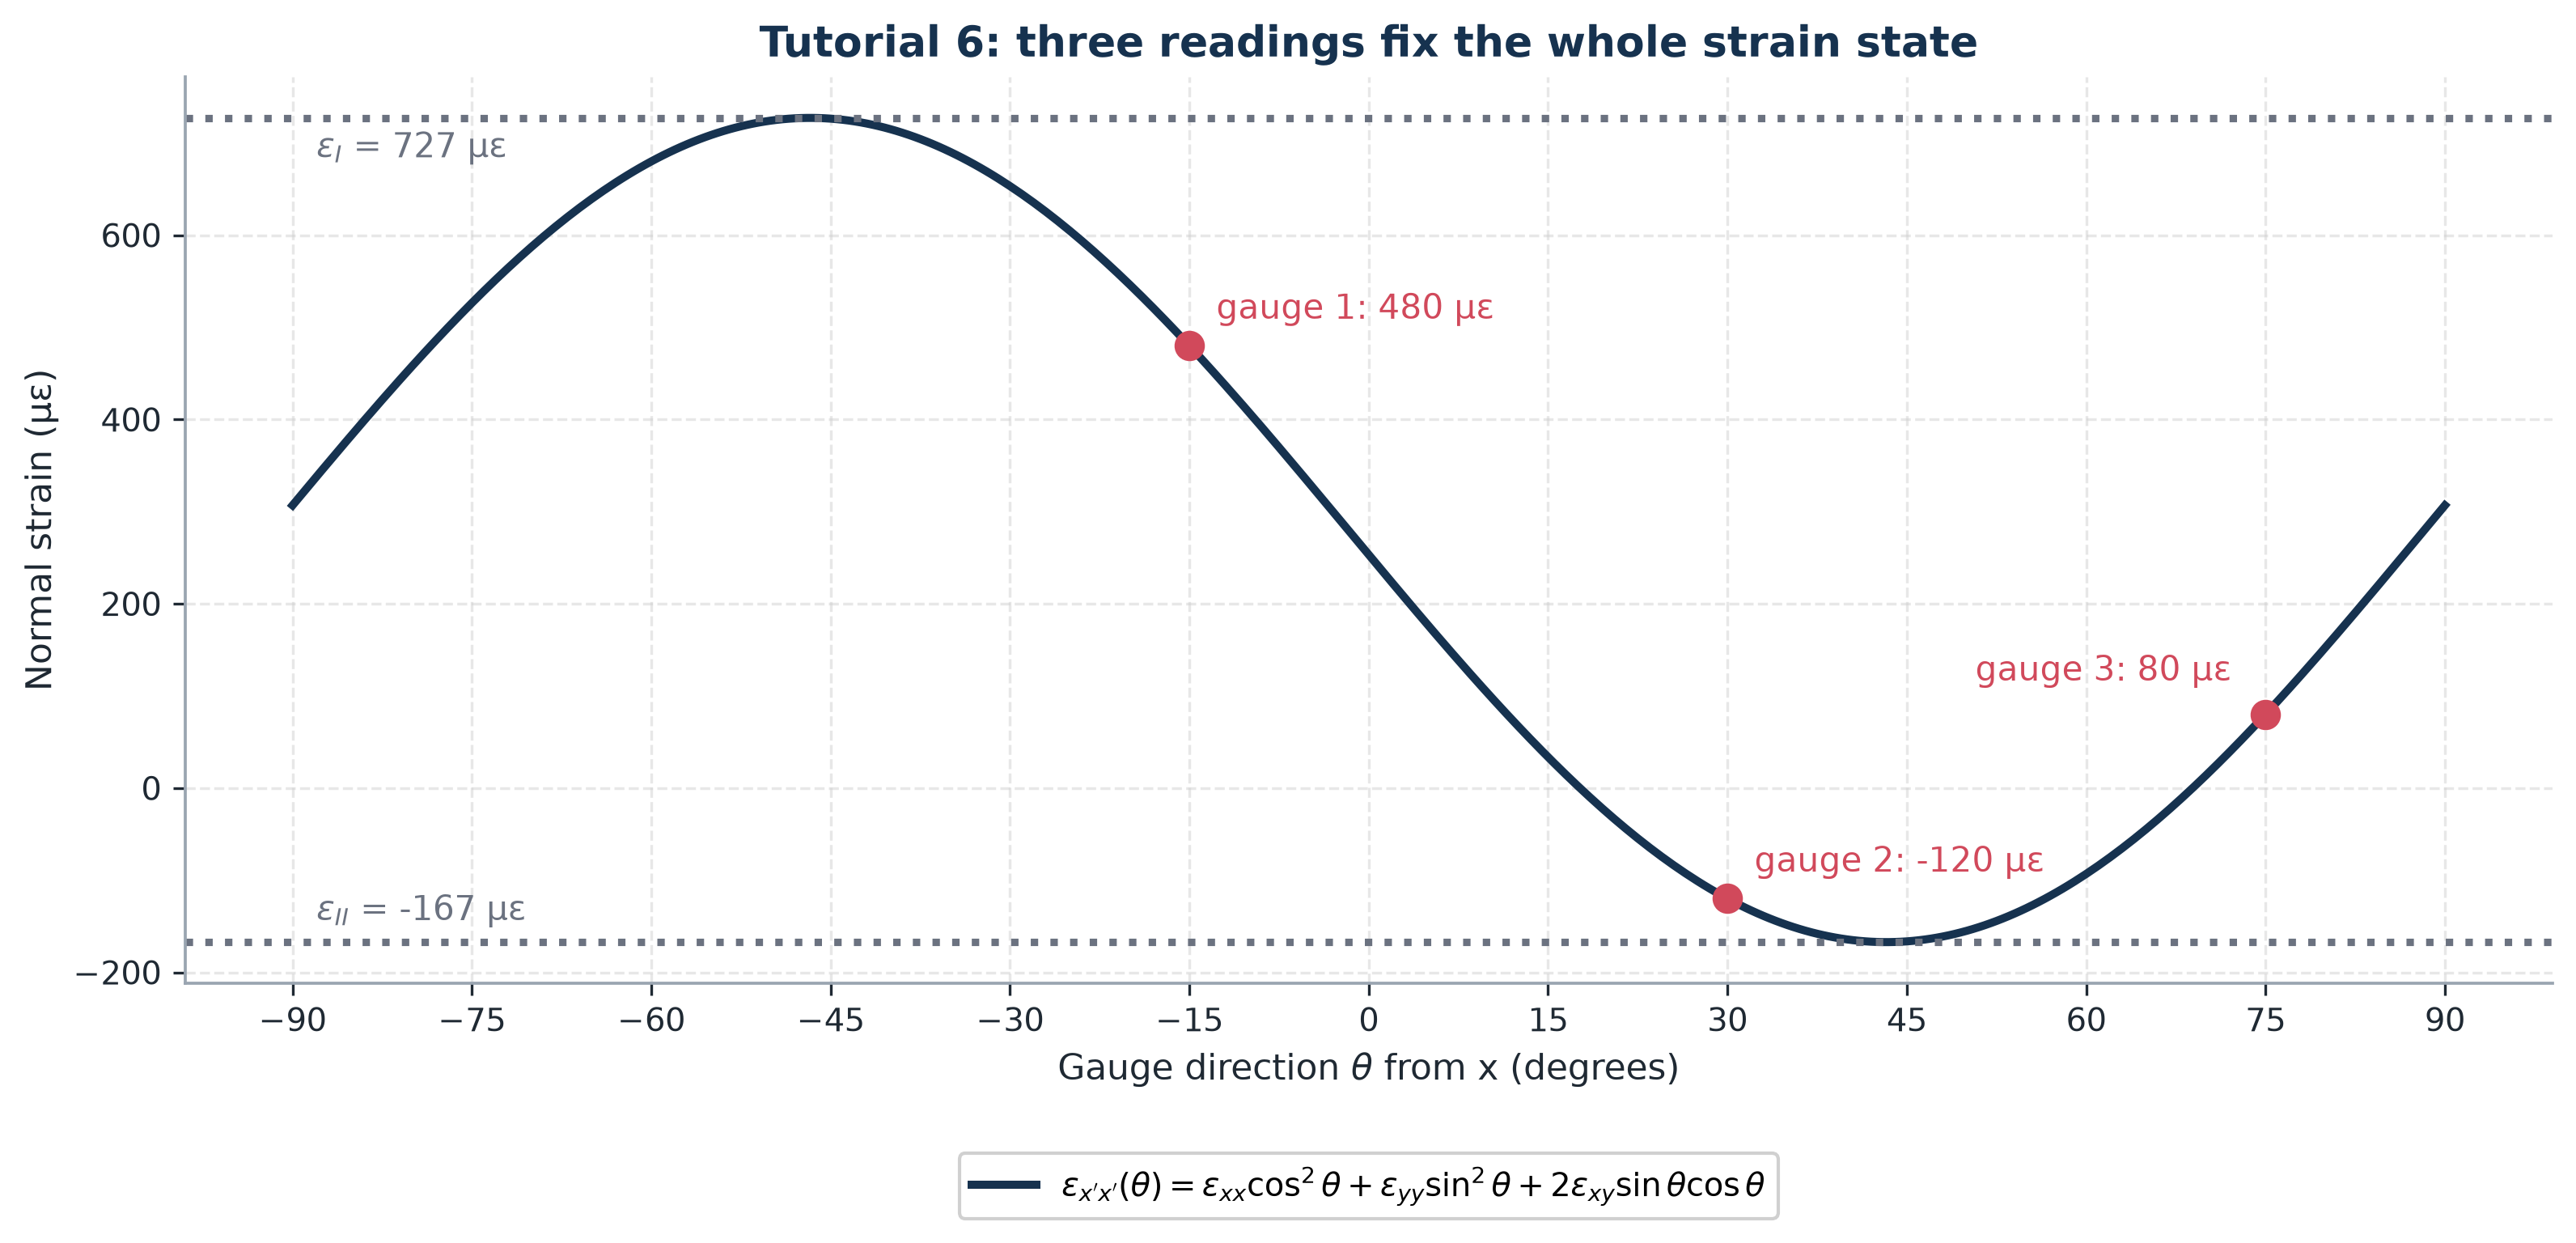 Tutorial 6: three readings fix the whole strain state
Normal strain (με)
600
400
200
0
−200
ε_I = 727 με
ε_II = -167 με
gauge 1: 480 με
gauge 2: -120 με
gauge 3: 80 με
−90 −75 −60 −45 −30 −15 0 15 30 45 60 75 90
Gauge direction θ from x (degrees)
ε_x′x′(θ) = ε_xx cos² θ + ε_yy sin² θ + 2ε_xy sin θ cos θ